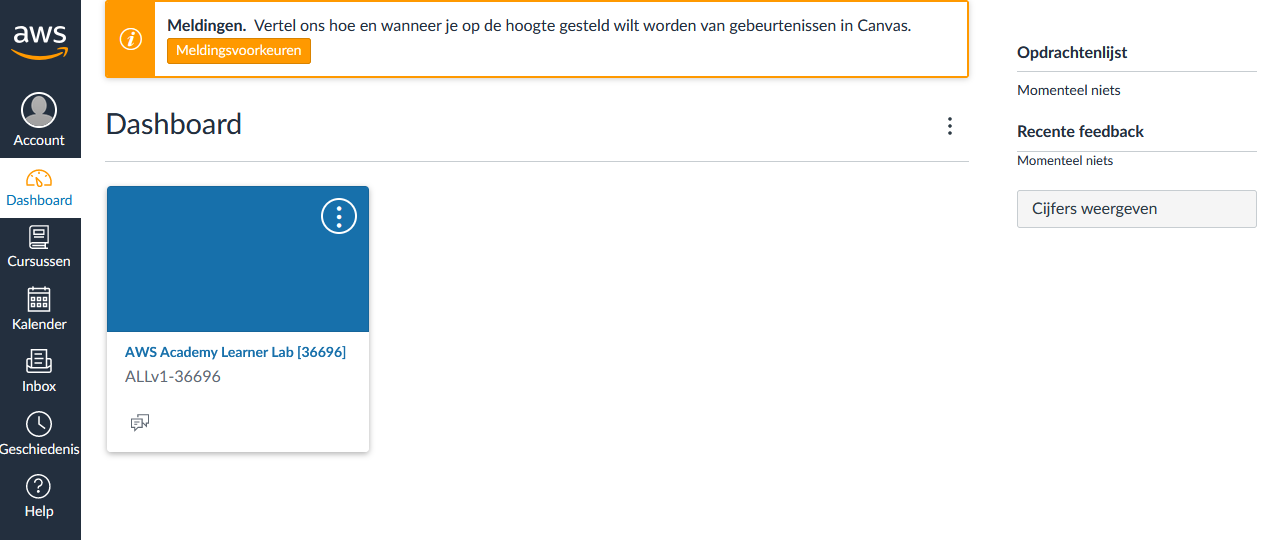 aws
Account
Dashboard
Cursussen
Kalender
Inbox
Geschiedenis
Help
Meldingen. Vertel ons hoe en wanneer je op de hoogte gesteld wilt worden van gebeurtenissen in Canvas.
Meldingsvoorkeuren
Dashboard
AWS Academy Learner Lab [36696]
ALLv1-36696
Opdrachtenlijst
Momenteel niets
Recente feedback
Momenteel niets
Cijfers weergeven